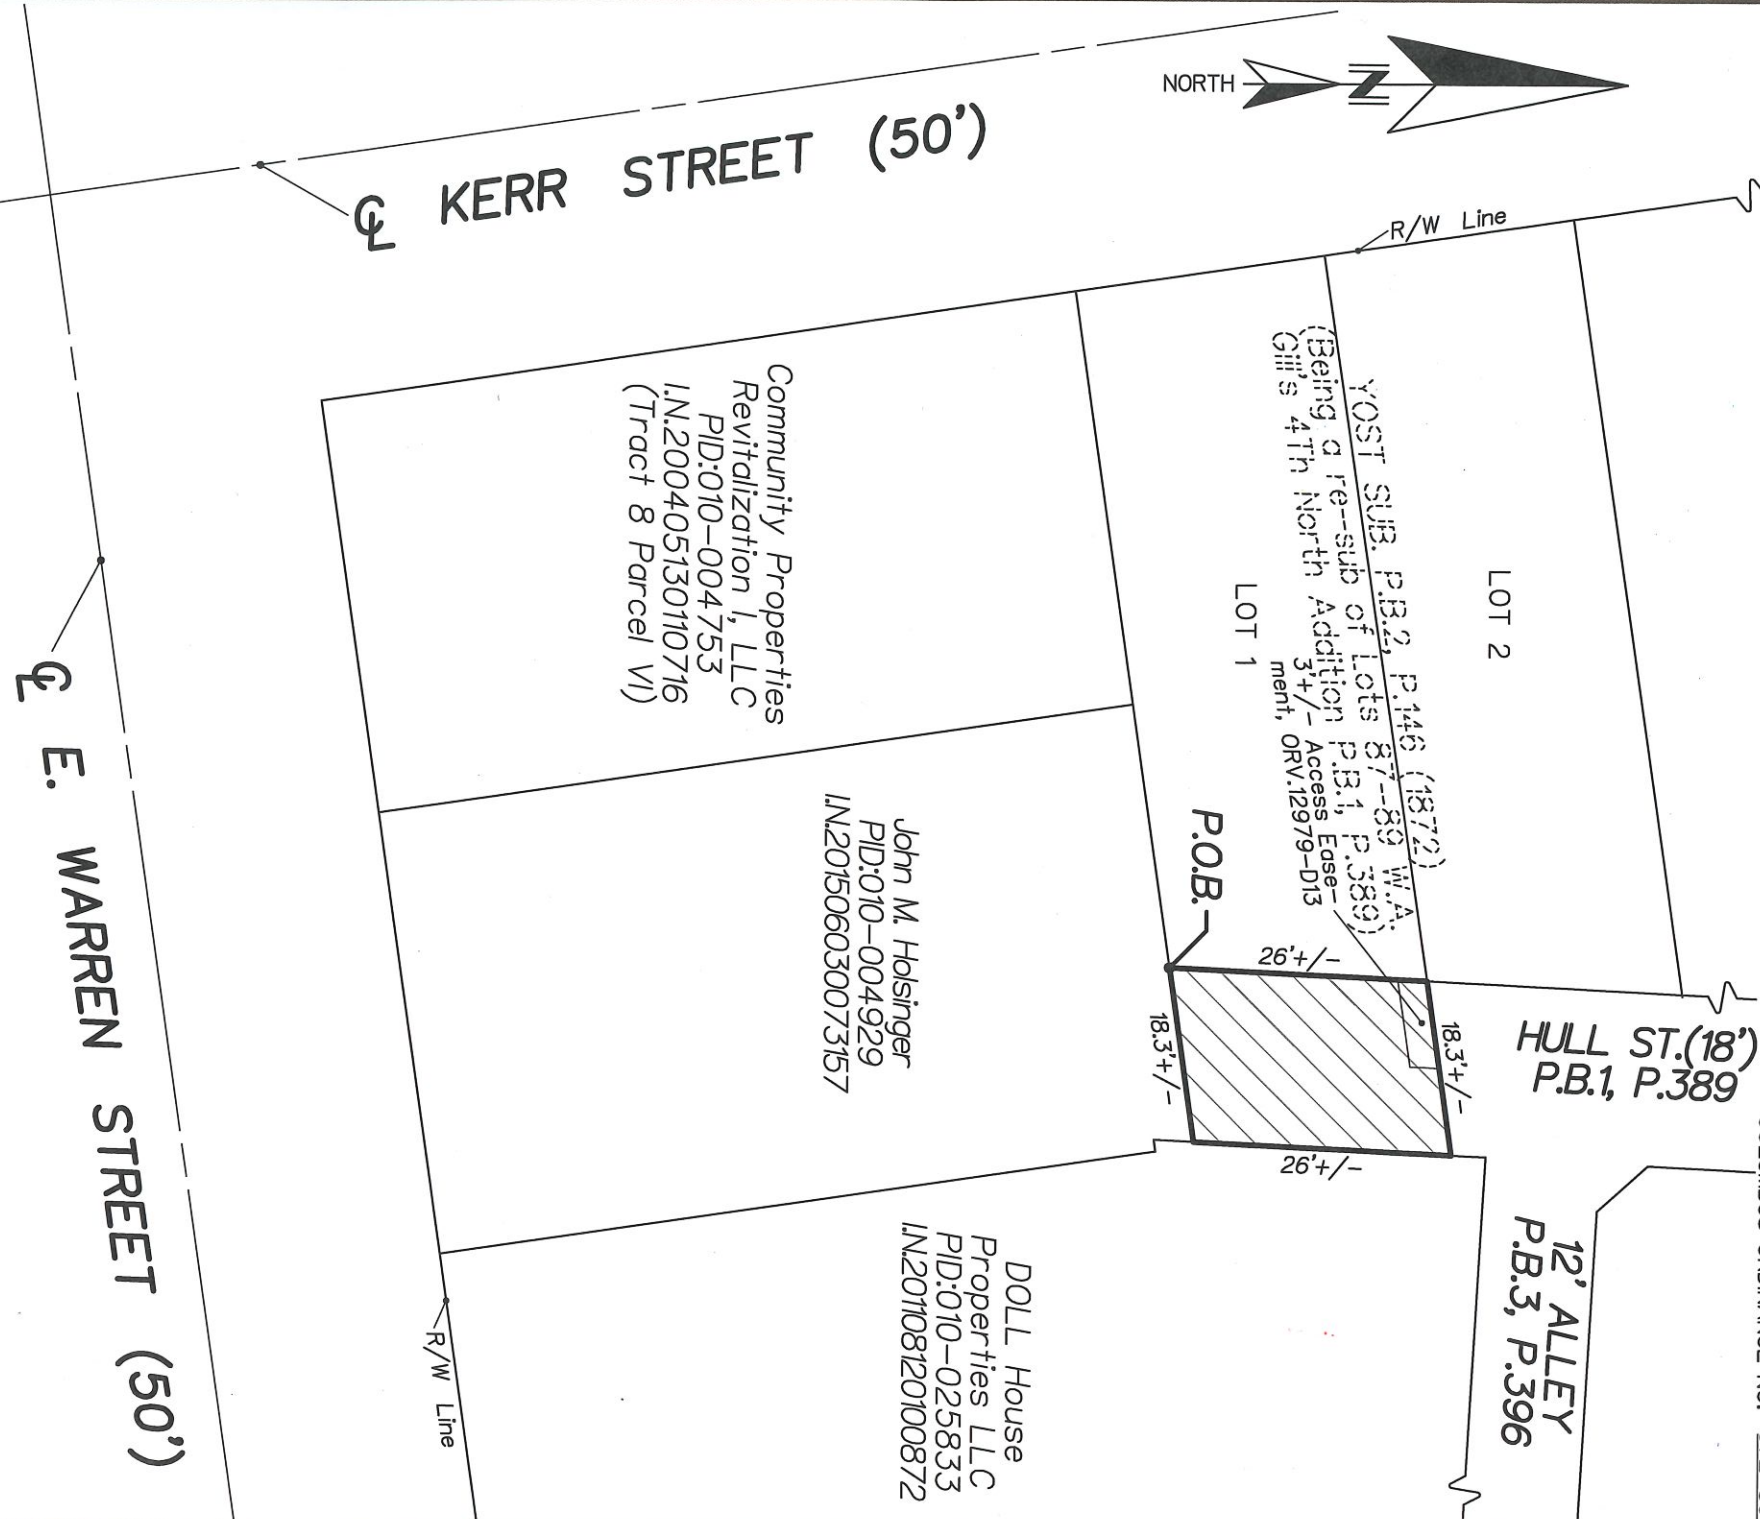 NORTH
N
℄ KERR STREET (50')
R/W Line
LOT 2
YOST SUB. P.B.2, P.146 (1872)
(Being a re-sub of Lots 87-89 W.A.
Gill's 4Th North Addition P.B.1, P.389)
3'+/- Access Ease-
ment, ORV.12979-D13
LOT 1
Community Properties
Revitalization I, LLC
PID:010-004753
I.N.200405130110716
(Tract 8 Parcel VI)
P.O.B.
26'+/-
18.3'+/-
18.3'+/-
26'+/-
HULL ST.(18')
P.B.1, P.389
John M. Holsinger
PID:010-004929
I.N.201506030073157
12' ALLEY
P.B.3, P.396
DOLL House
Properties LLC
PID:010-025833
I.N.201108120100872
R/W Line
℄ E. WARREN STREET (50')